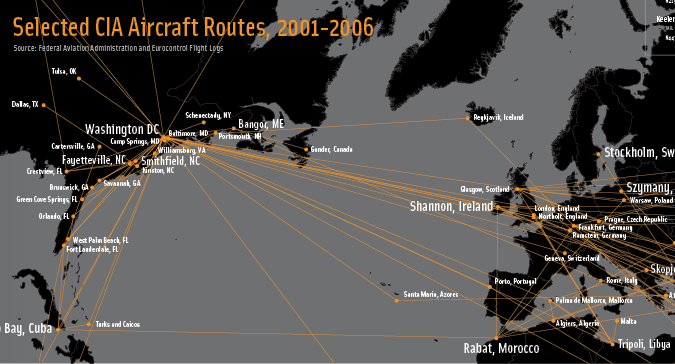 Selected CIA Aircraft Routes, 2001-2006
Source: Federal Aviation Administration and Eurocontrol Flight Logs
Keeler
Tulsa, OK
Dallas, TX
Schenectady, NY
Reykjavik, Iceland
Washington DC
Bangor, ME
Baltimore, MD
Portsmouth, NH
Camp Springs, MD
Cartersville, GA
Williamsburg, VA
Gander, Canada
Stockholm, Sw
Fayetteville, NC
Smithfield, NC
Crestview, FL
Kinston, NC
Brunswick, GA
Savannah, GA
Glasgow, Scotland
Szymany,
Green Cove Springs, FL
Warsaw, Poland
Shannon, Ireland
London, England
Orlando, FL
Northolt, England
Prague, Czech Republic
Frankfurt, Germany
Ramstein, Germany
West Palm Beach, FL
Fort Lauderdale, FL
Geneva, Switzerland
Skopj
Porto, Portugal
Rome, Italy
Santa Maria, Azores
Palma de Mallorca, Mallorca
Turks and Caicos
Algiers, Algeria
Malta
o Bay, Cuba
Rabat, Morocco
Tripoli, Libya